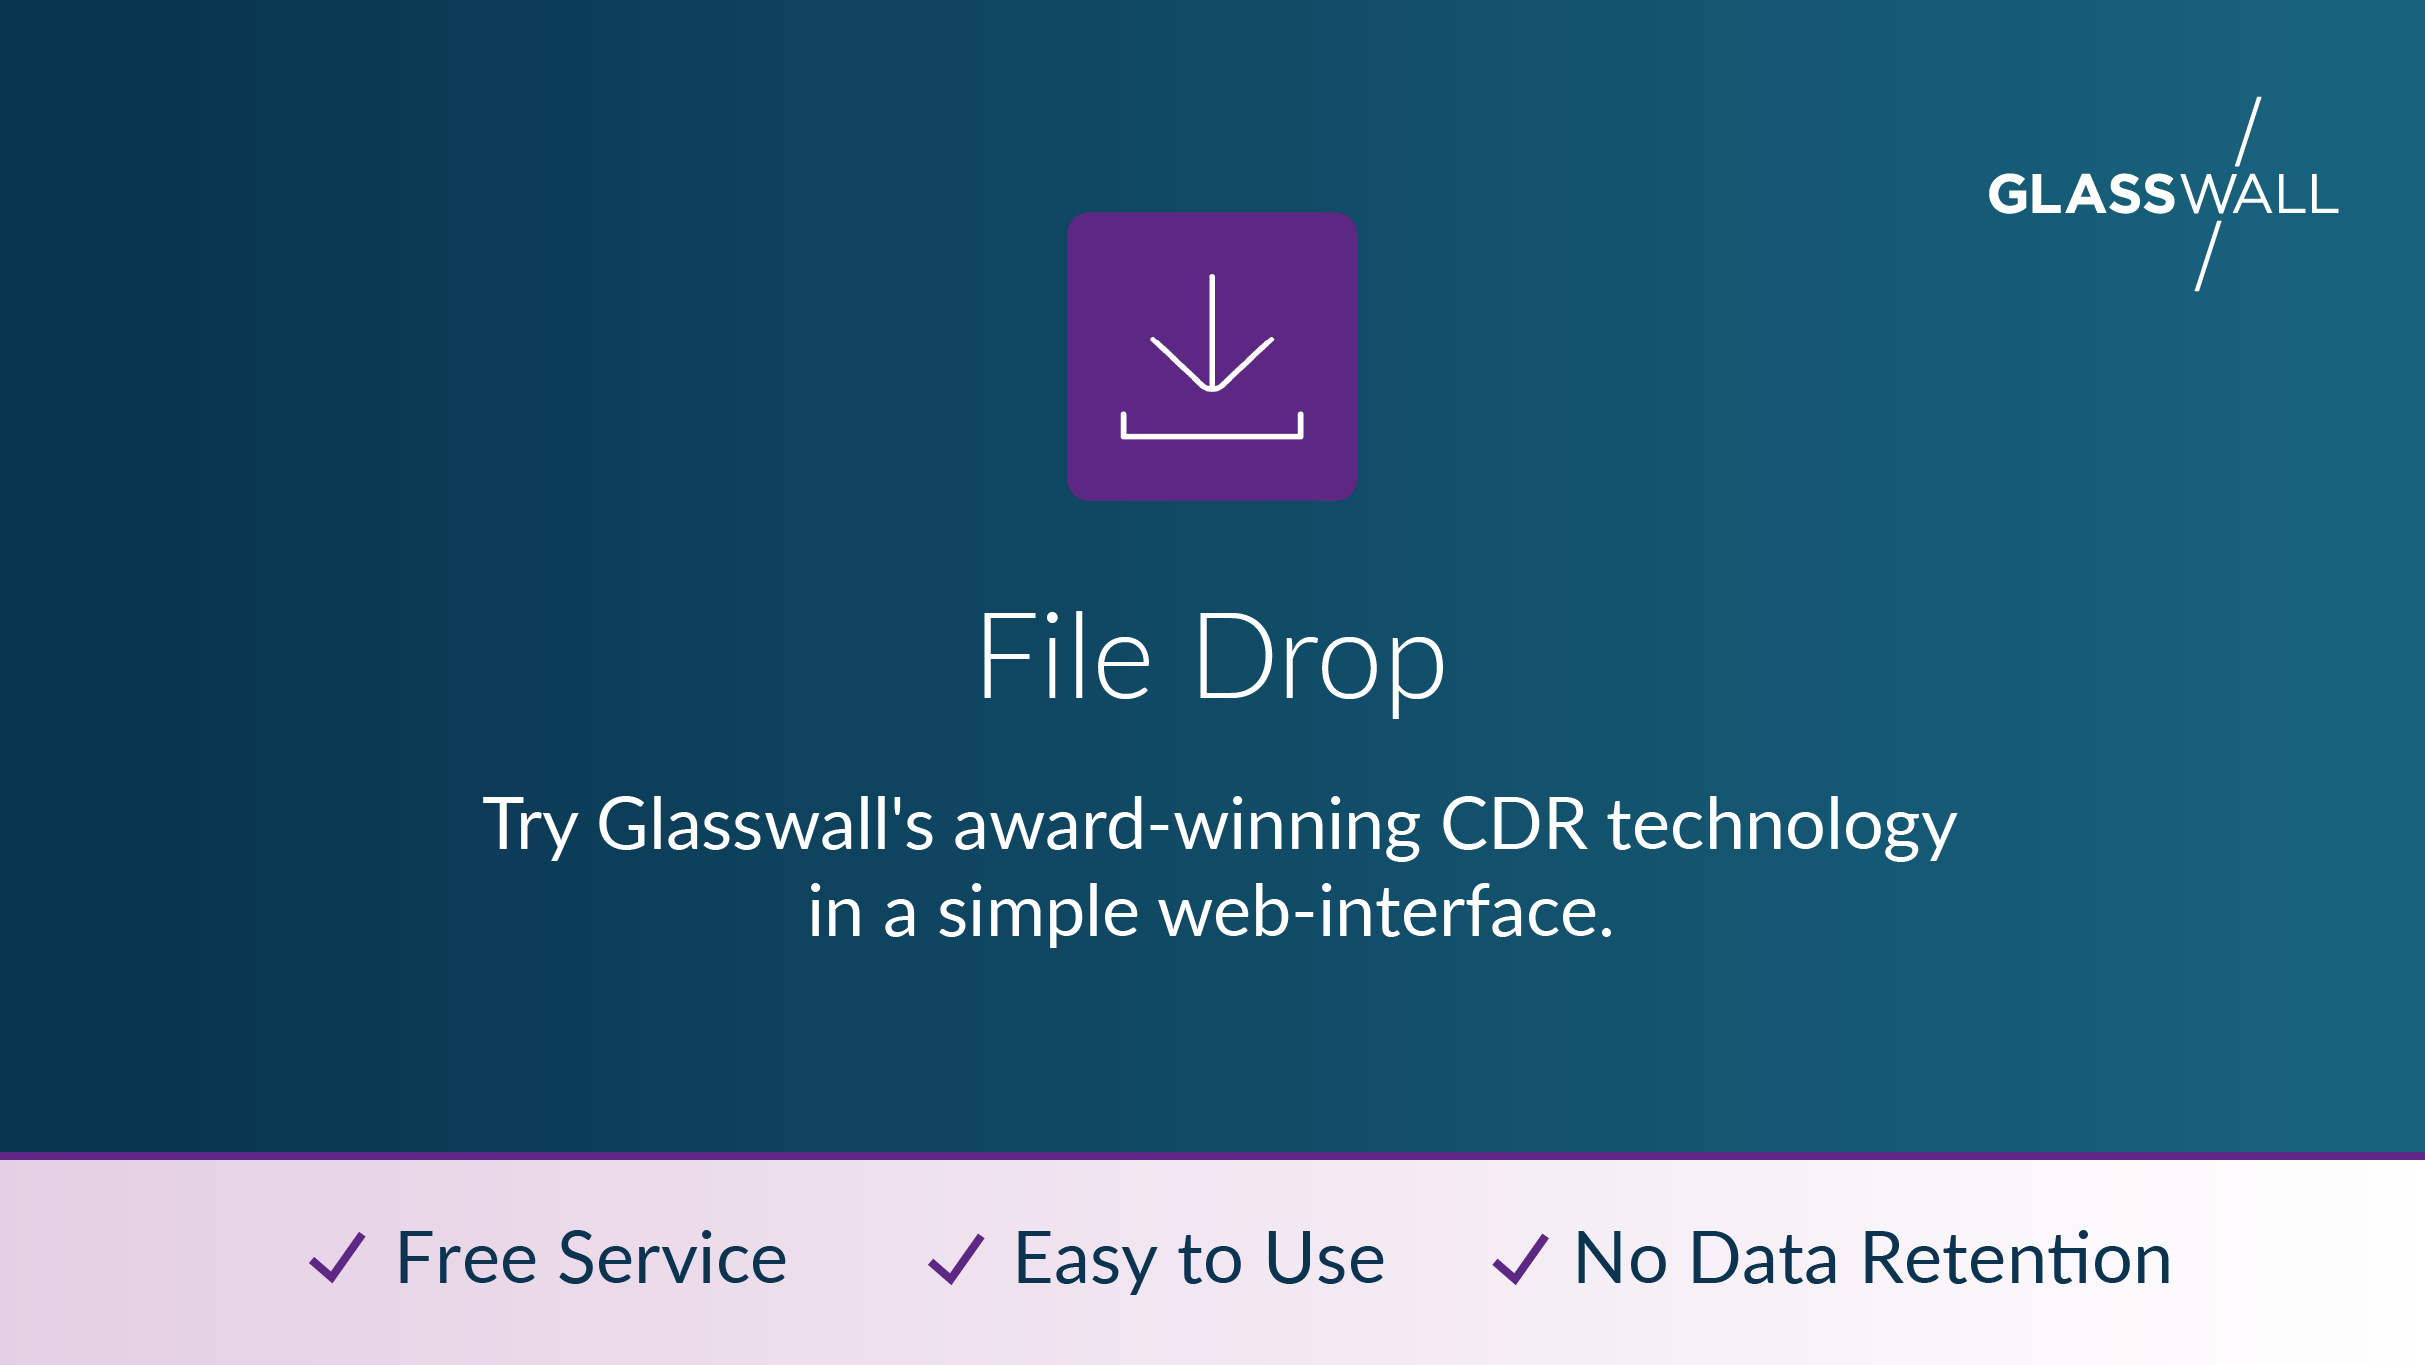 GLASSWALL
File Drop
Try Glasswall's award-winning CDR technology
in a simple web-interface.
Free Service
Easy to Use
No Data Retention